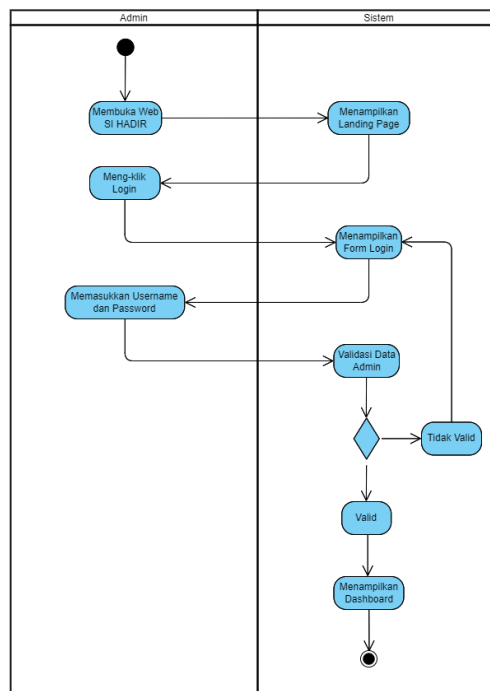 Admin
Sistem
Membuka Web
SI HADIR
Menampilkan
Landing Page
Meng-klik
Login
Menampilkan
Form Login
Memasukkan Username
dan Password
Validasi Data
Admin
Tidak Valid
Valid
Menampilkan
Dashboard